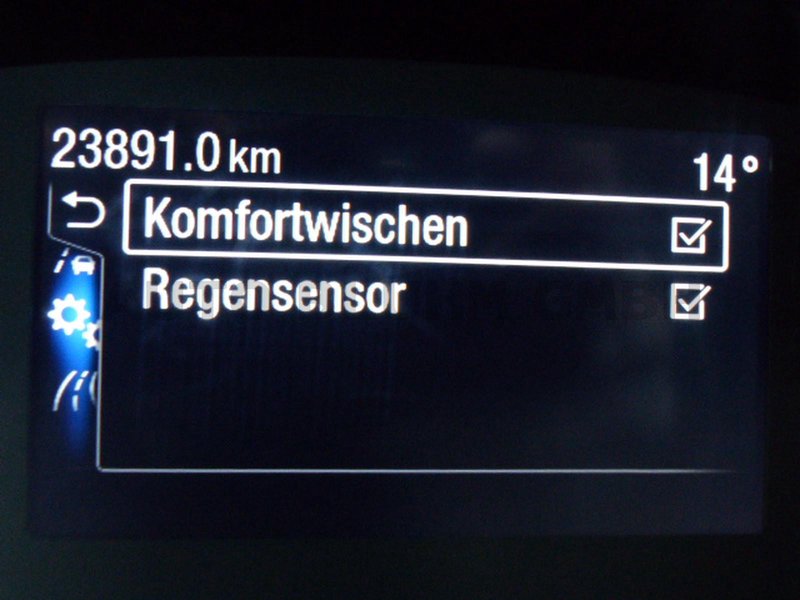 23891.0 km 14°
Komfortwischen
Regensensor